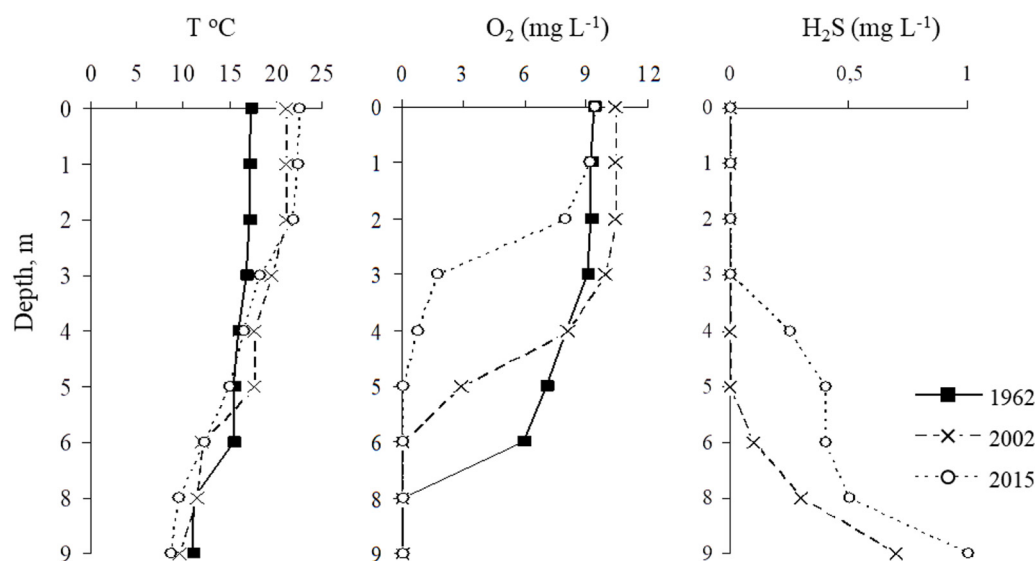 T ºC
O₂ (mg L⁻¹)
H₂S (mg L⁻¹)
0 5 10 15 20 25
0 3 6 9 12
0 0,5 1
Depth, m
0 0 0
1 1 1
2 2 2
3 3 3
4 4 4
5 5 5
6 6 6
8 8 8
9 9 9
1962
2002
2015